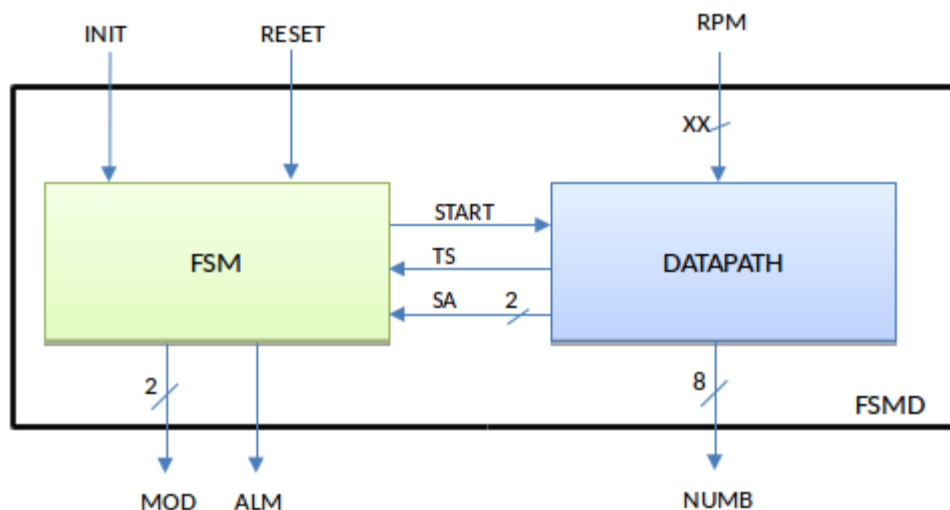 INIT
RESET
RPM
XX
START
FSM
TS
DATAPATH
SA
2
2
8
FSMD
MOD
ALM
NUMB